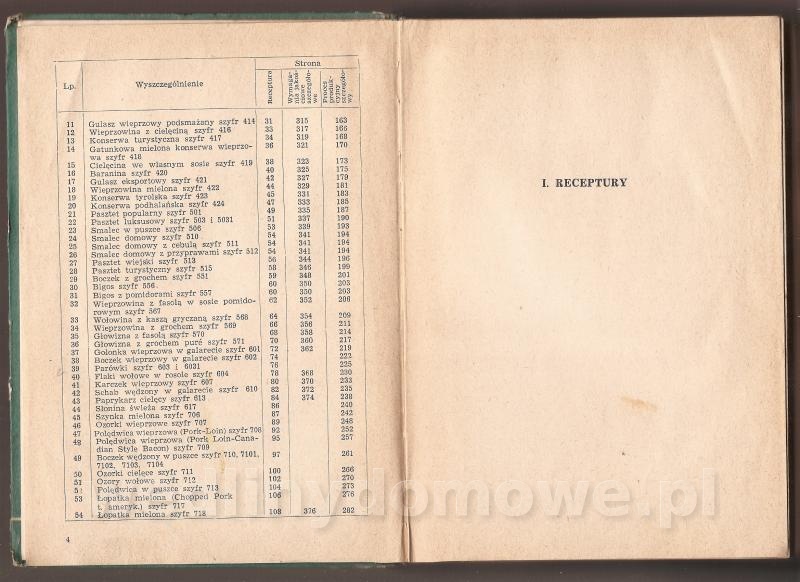 Lp.
Wyszczególnienie
Strona
Receptura
Wymaga-
nia jakoś-
ciowe
szczegóło-
we
Proces
produk-
cyjny
szczegóło-
wy
11 Gulasz wieprzowy podsmażany szyfr 414 31 315 163
12 Wieprzowina z cielęciną szyfr 416 33 317 166
13 Konserwa turystyczna szyfr 417 34 319 168
14 Gatunkowa mielona konserwa wieprzo- 36 321 170
wa szyfr 418
15 Cielęcina we własnym sosie szyfr 419 38 323 173
16 Baranina szyfr 420 40 325 175
17 Gulasz eksportowy szyfr 421 42 327 179
18 Wieprzowina mielona szyfr 422 44 329 181
19 Konserwa tyrolska szyfr 423 45 331 183
20 Konserwa podhalańska szyfr 424 47 333 185
21 Pasztet popularny szyfr 501 49 335 187
22 Pasztet luksusowy szyfr 503 i 5031 51 337 190
23 Smalec w puszce szyfr 506 53 339 193
24 Smalec domowy szyfr 510 54 341 194
25 Smalec domowy z cebulą szyfr 511 54 341 194
26 Smalec domowy z przyprawami szyfr 512 54 341 194
27 Pasztet wiejski szyfr 513 56 344 196
28 Pasztet turystyczny szyfr 515 58 346 199
29 Boczek z grochem szyfr 551 59 348 201
30 Bigos szyfr 556 60 350 203
31 Bigos z pomidorami szyfr 557 60 350 203
32 Wieprzowina z fasolą w sosie pomido- 62 352 206
rowym szyfr 567
33 Wołowina z kaszą gryczaną szyfr 568 64 354 209
34 Wieprzowina z grochem szyfr 569 66 356 211
35 Głowizna z fasolą szyfr 570 68 358 214
36 Głowizna z grochem puré szyfr 571 70 360 217
37 Golonka wieprzowa w galarecie szyfr 601 72 362 219
38 Boczek wieprzowy w galarecie szyfr 602 74 222
39 Parówki szyfr 603 i 6031 76 225
40 Flaki wołowe w rosole szyfr 604 78 368 230
41 Karczek wieprzowy szyfr 607 80 370 233
42 Schab wędzony w galarecie szyfr 610 82 372 235
43 Paprykarz cielęcy szyfr 613 84 374 238
44 Słonina świeża szyfr 617 86 240
45 Szynka mielona szyfr 706 87 242
46 Ozorki wieprzowe szyfr 707 89 248
47 Polędwica wieprzowa (Pork-Loin) szyfr 708 92 252
48 Polędwica wieprzowa (Pork Loin-Cana- 95 257
dian Style Bacon) szyfr 709
49 Boczek wędzony w puszce szyfr 710, 7101, 97 261
7102, 7103, 7104
50 Ozorki cielęce szyfr 711 100 266
51 Ozory wołowe szyfr 712 102 270
52 Polędwica w puszce szyfr 713 104 273
53 Łopatka mielona (Chopped Pork 106 276
t. ameryk.) szyfr 717
54 Łopatka mielona szyfr 718 108 376 282
4
I. RECEPTURY